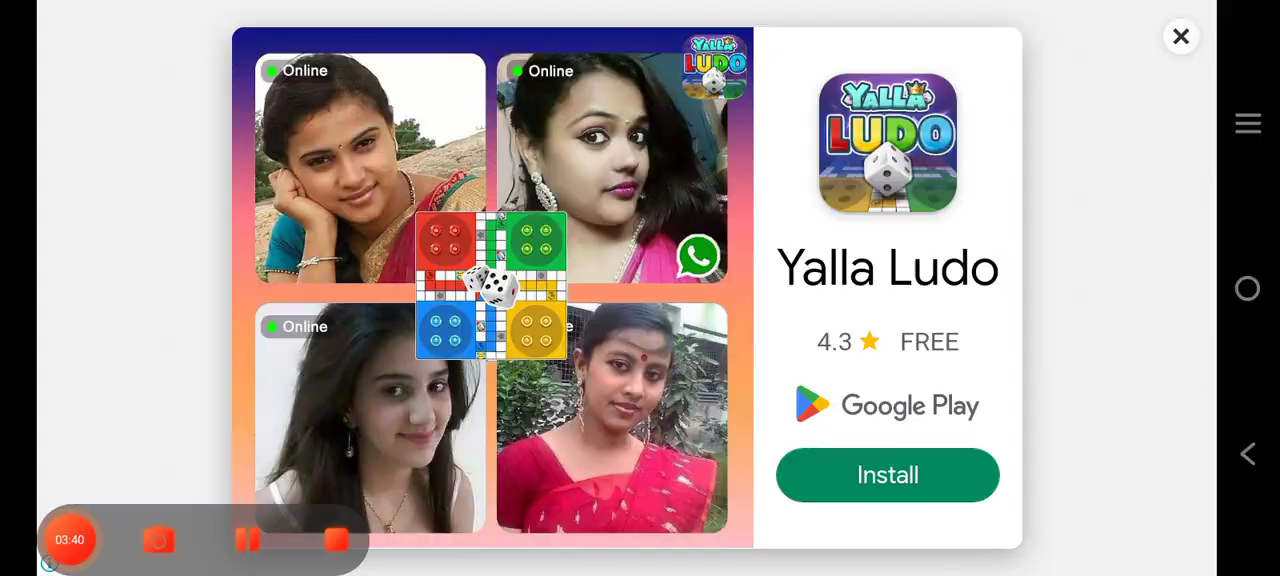 Online
Online
YALLA
LUDO
Online
e
YALLA
LUDO
Yalla Ludo
4.3 FREE
Google Play
Install
03:40